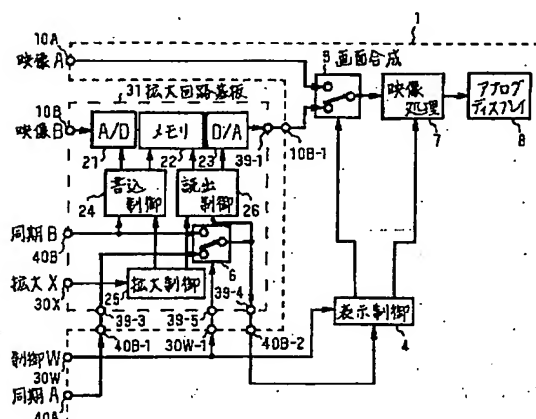 1
10A
映像A
5 画面合成
31 拡大回路基板
10B
映像B
A/D
メモリ
D/A
39-1
10B-1
映像処理
7
アナログディスプレイ
8
21
22
23
24
書込制御
読出制御
26
同期B
40B
6
拡大X
30X
25
拡大制御
39-4
39-3
39-5
表示制御
4
40B-1
30W-1
40B-2
制御W
30W
同期A
40A